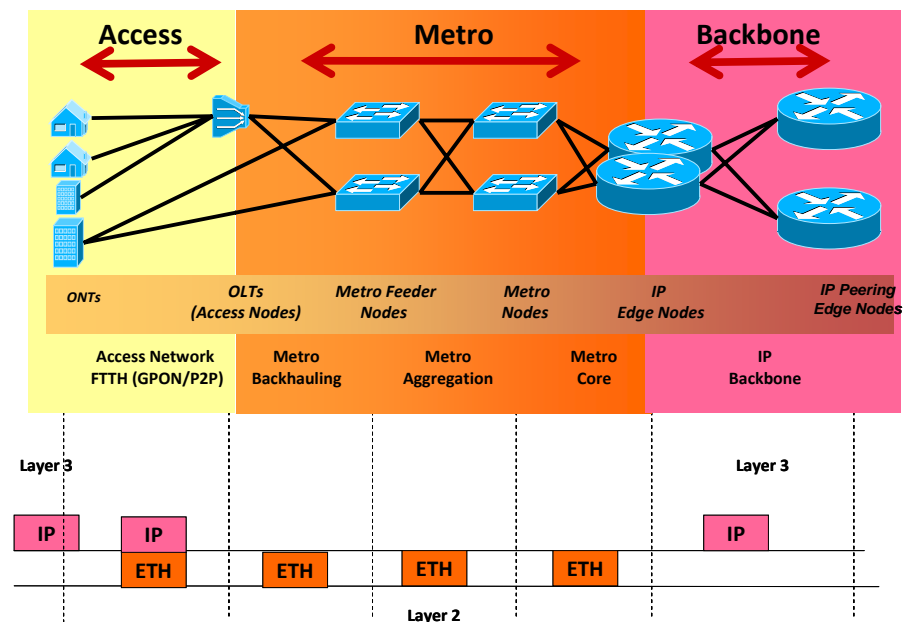 Access
Metro
Backbone
ONTs
OLTs
(Access Nodes)
Metro Feeder
Nodes
Metro
Nodes
IP
Edge Nodes
IP Peering
Edge Nodes
Access Network
FTTH (GPON/P2P)
Metro
Backhauling
Metro
Aggregation
Metro
Core
IP
Backbone
Layer 3
Layer 3
IP
IP
IP
ETH
ETH
ETH
ETH
Layer 2